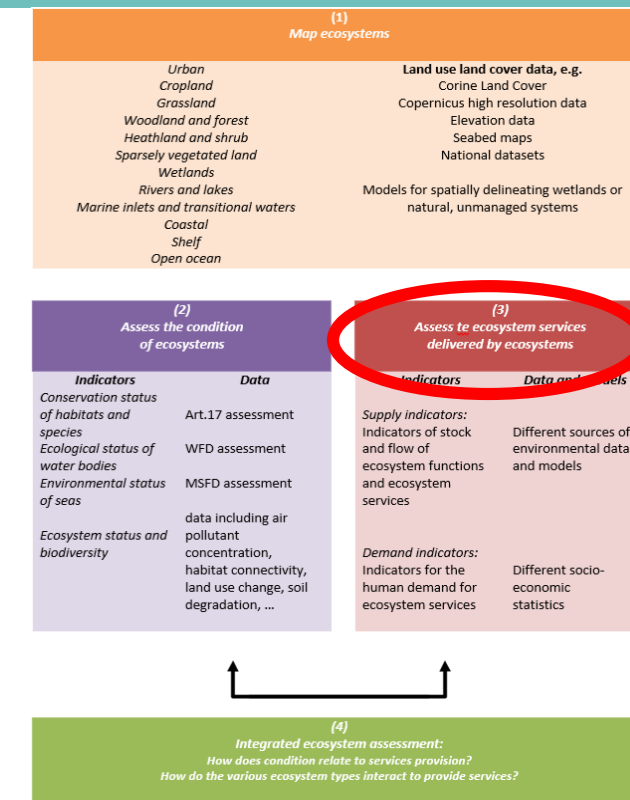 (1)
Map ecosystems
Urban
Cropland
Grassland
Woodland and forest
Heathland and shrub
Sparsely vegetated land
Wetlands
Rivers and lakes
Marine inlets and transitional waters
Coastal
Shelf
Open ocean
Land use land cover data, e.g.
Corine Land Cover
Copernicus high resolution data
Elevation data
Seabed maps
National datasets
Models for spatially delineating wetlands or
natural, unmanaged systems
(2)
Assess the condition
of ecosystems
Indicators Data
Conservation status
of habitats and
species
Art.17 assessment
Ecological status of
water bodies
WFD assessment
Environmental status
of seas
MSFD assessment
Ecosystem status and
biodiversity
data including air
pollutant
concentration,
habitat connectivity,
land use change, soil
degradation, ...
(3)
Assess te ecosystem services
delivered by ecosystems
Indicators Data and
Supply indicators:
Indicators of stock
and flow of
ecosystem functions
and ecosystem
services
Different sources of
environmental data
and models
Demand indicators:
Indicators for the
human demand for
ecosystem services
Different socio-
economic
statistics
(4)
Integrated ecosystem assessment:
How does condition relate to services provision?
How do the various ecosystem types interact to provide services?